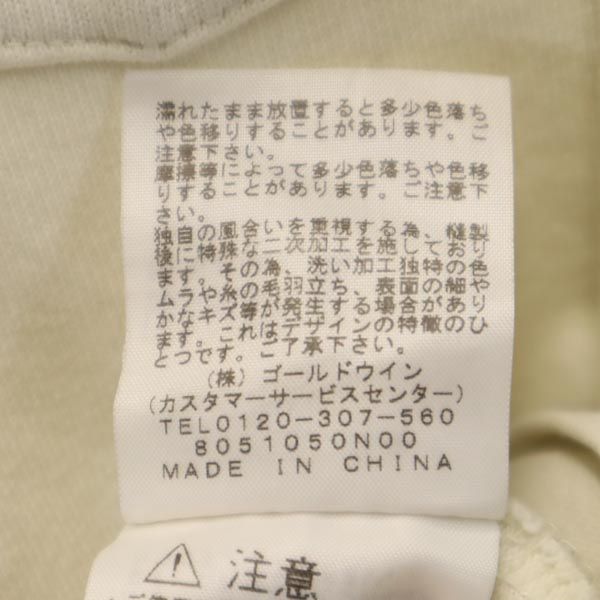 濡れたまま放置すると多少色落ち
や色移りすることがあります。ご
注意下さい。
摩擦等によって多少色落ちや色移
りすることがあります。ご注意下
さい。
独自の風合いを重視する為、縫製
後に特殊な二次加工を施しており
ます。その為、洗い加工独特の色
ムラや糸の毛羽立ち、表面の細や
かなキズ等が発生する場合があり
ます。これはデザインの特徴のひ
とつです。ご了承下さい。
(株) ゴールドウイン
(カスタマーサービスセンター)
TEL0120-307-560
8051050N00
MADE IN CHINA
注意